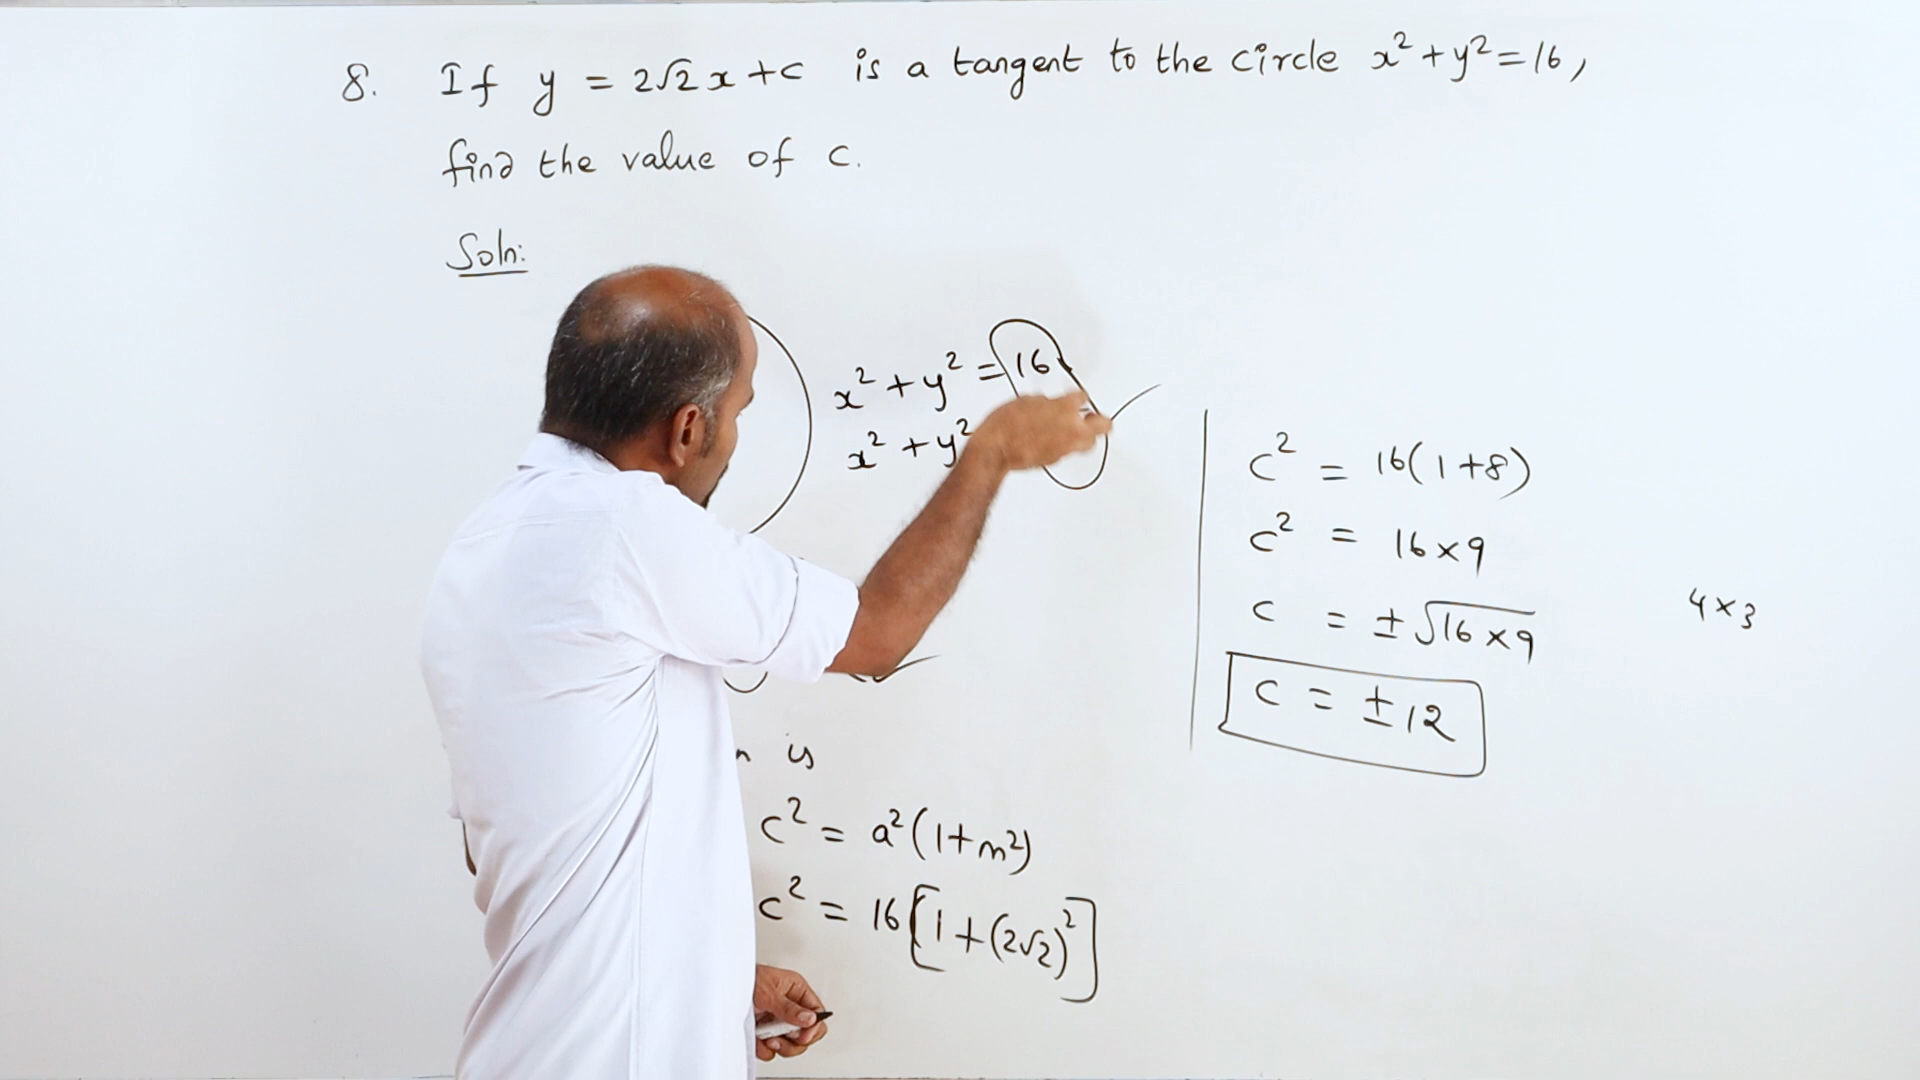 8. If y = 2√2 x + c is a tangent to the circle x² + y² = 16,
find the value of c.
Soln:
x² + y² = 16
x² + y²
is
c² = a²(1+m²)
c² = 16[1+(2√2)²]
c² = 16(1+8)
c² = 16×9
c = ±√16×9
c = ±12
4×3